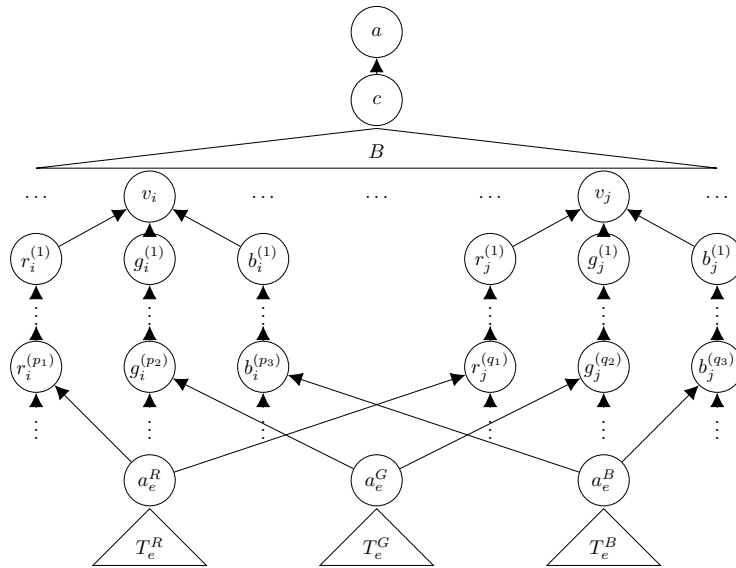 a
c
B
… v_i … … … v_j …
r_i^{(1)} g_i^{(1)} b_i^{(1)} r_j^{(1)} g_j^{(1)} b_j^{(1)}
⋮ ⋮ ⋮ ⋮ ⋮ ⋮
r_i^{(p_1)} g_i^{(p_2)} b_i^{(p_3)} r_j^{(q_1)} g_j^{(q_2)} b_j^{(q_3)}
⋮ ⋮ ⋮ ⋮ ⋮ ⋮
a_e^R a_e^G a_e^B
T_e^R T_e^G T_e^B